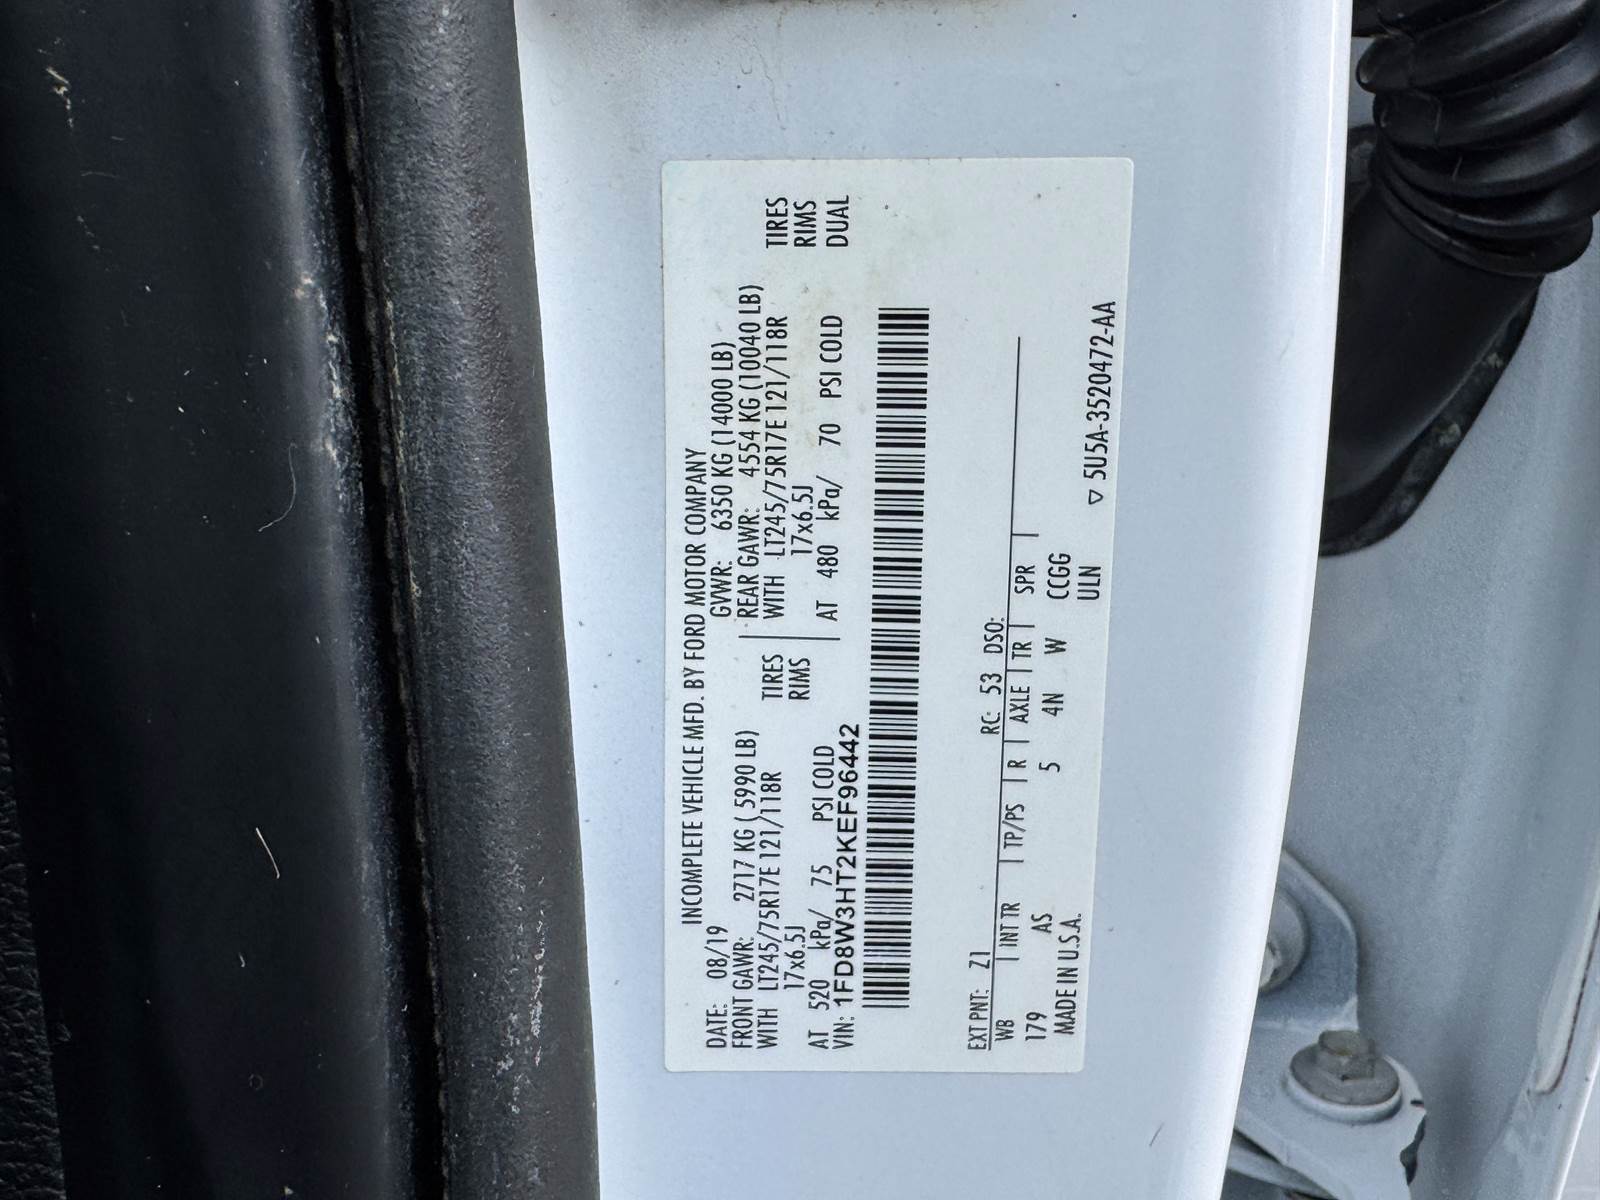 INCOMPLETE VEHICLE MFD. BY FORD MOTOR COMPANY
DATE: 08/19 GVWR: 6350 KG (14000 LB)
FRONT GAWR: 2717 KG ( 5990 LB) REAR GAWR: 4554 KG (10040 LB)
WITH LT245/75R17E 121/118R TIRES WITH LT245/75R17E 121/118R TIRES
17x6.5J RIMS 17x6.5J RIMS
AT 520 kPa/ 75 PSI COLD AT 480 kPa/ 70 PSI COLD DUAL
VIN: 1FD8W3HT2KEF96442
EXT PNT: Z1 RC: 53 DSO:
WB | INT TR | TP/PS | R | AXLE | TR | SPR |
179 AS 5 4N W CCGG
MADE IN U.S.A. ULN ▽ 5U5A-3520472-AA